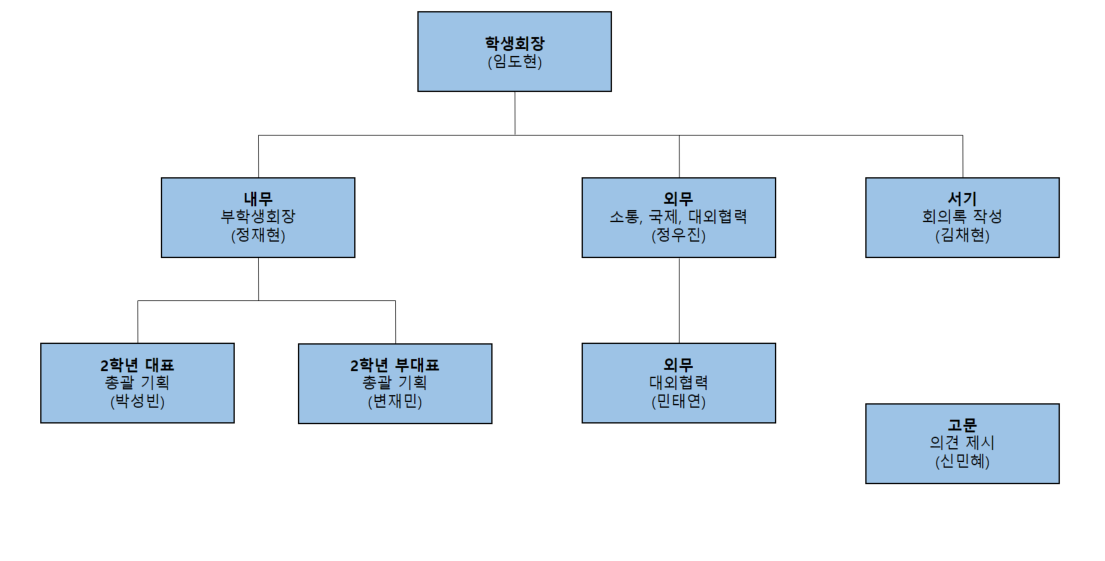 학생회장
(임도현)
내무
부학생회장
(정재현)
외무
소통, 국제, 대외협력
(정우진)
서기
회의록 작성
(김채현)
2학년 대표
총괄 기획
(박성빈)
2학년 부대표
총괄 기획
(변재민)
외무
대외협력
(민태연)
고문
의견 제시
(신민혜)